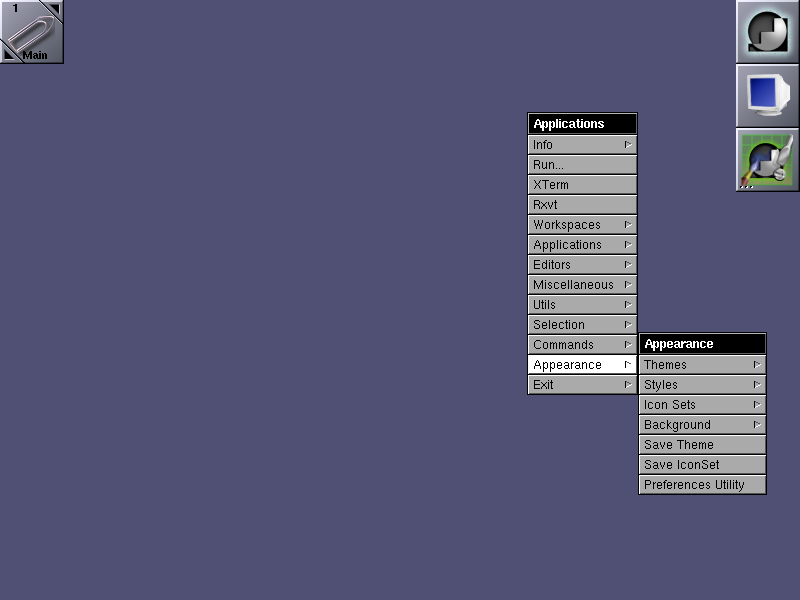 1
Main
Applications
Info
Run...
XTerm
Rxvt
Workspaces
Applications
Editors
Miscellaneous
Utils
Selection
Commands
Appearance
Exit
Appearance
Themes
Styles
Icon Sets
Background
Save Theme
Save IconSet
Preferences Utility
...